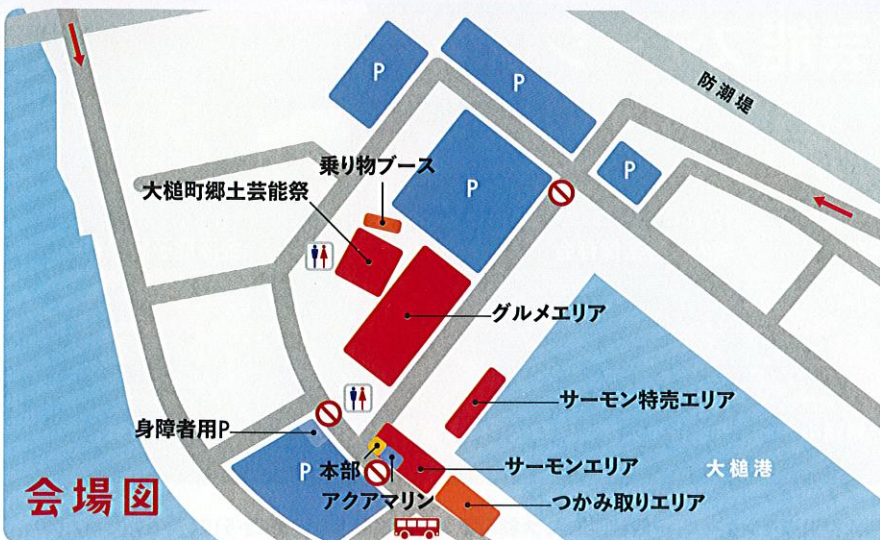 P
P
防潮堤
P
P
乗り物ブース
大槌町郷土芸能祭
グルメエリア
サーモン特売エリア
身障者用P
P
本部
サーモンエリア
大槌港
アクアマリン
つかみ取りエリア
会場図